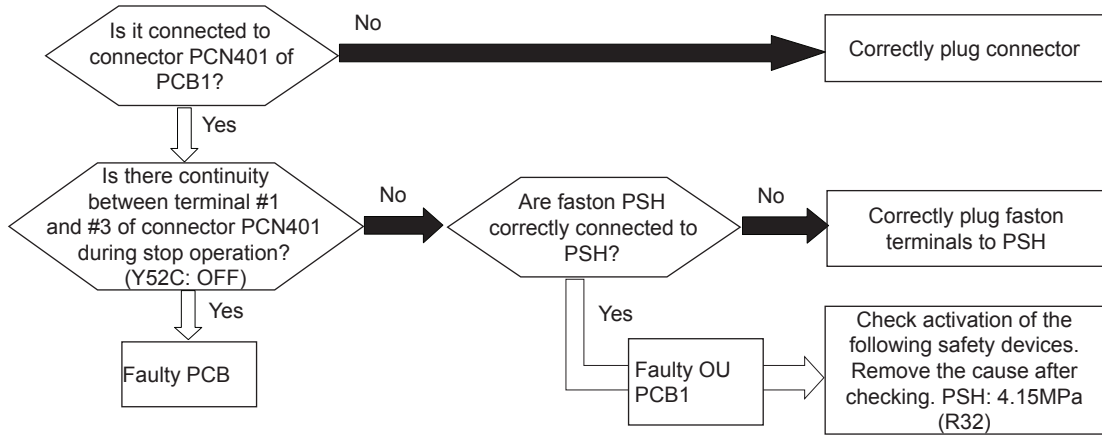 Is it connected to
connector PCN401 of
PCB1?
No
Correctly plug connector
Yes
Is there continuity
between terminal #1
and #3 of connector PCN401
during stop operation?
(Y52C: OFF)
No
Are faston PSH
correctly connected to
PSH?
No
Correctly plug faston
terminals to PSH
Yes
Faulty PCB
Yes
Faulty OU
PCB1
Check activation of the
following safety devices.
Remove the cause after
checking. PSH: 4.15MPa
(R32)